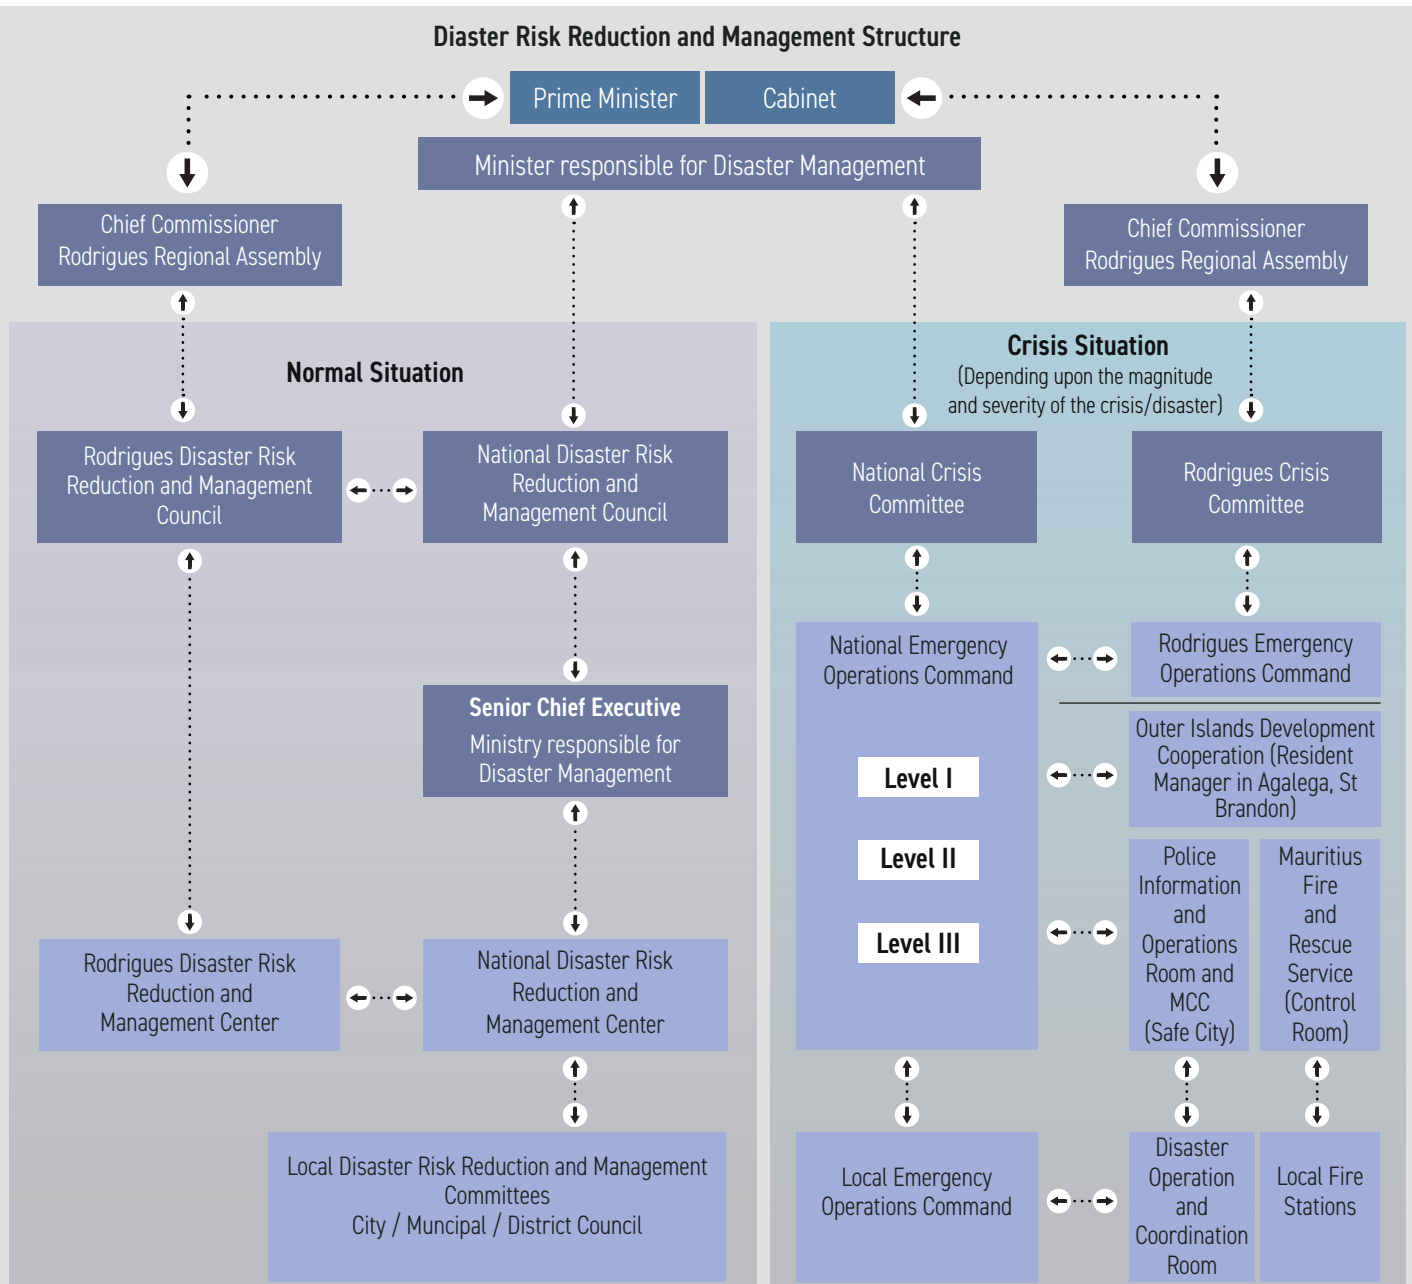 Diaster Risk Reduction and Management Structure
Prime Minister
Cabinet
Minister responsible for Disaster Management
Chief Commissioner
Rodrigues Regional Assembly
Chief Commissioner
Rodrigues Regional Assembly
Normal Situation
Rodrigues Disaster Risk
Reduction and Management
Council
National Disaster Risk
Reduction and
Management Council
Senior Chief Executive
Ministry responsible for
Disaster Management
Rodrigues Disaster Risk
Reduction and
Management Center
National Disaster Risk
Reduction and
Management Center
Local Disaster Risk Reduction and Management
Committees
City / Muncipal / District Council
Crisis Situation
(Depending upon the magnitude
and severity of the crisis/disaster)
National Crisis
Committee
Rodrigues Crisis
Committee
National Emergency
Operations Command
Rodrigues Emergency
Operations Command
Level I
Level II
Level III
Outer Islands Development
Cooperation (Resident
Manager in Agalega, St
Brandon)
Police
Information
and
Operations
Room and
MCC
(Safe City)
Mauritius
Fire
and
Rescue
Service
(Control
Room)
Local Emergency
Operations Command
Disaster
Operation
and
Coordination
Room
Local Fire
Stations